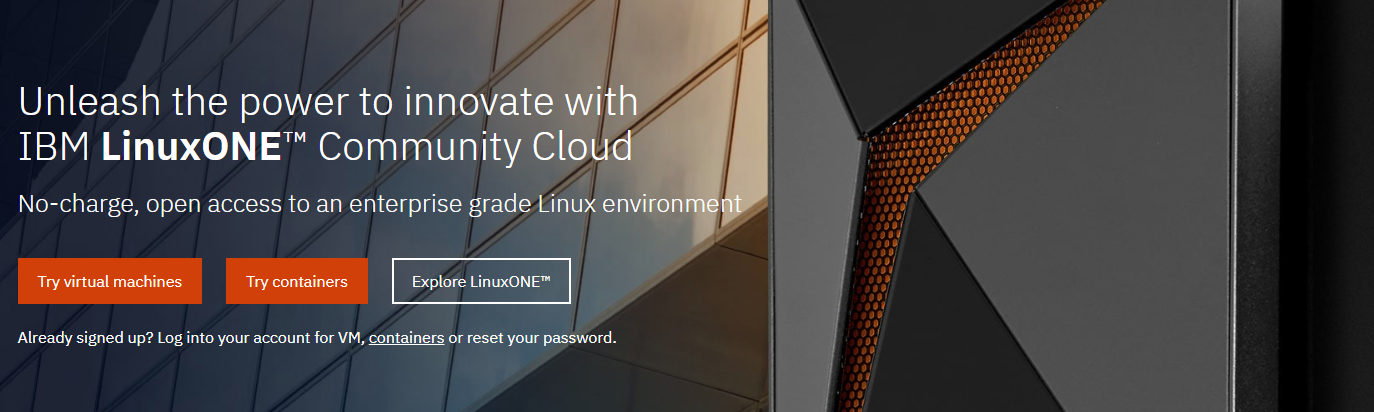 Unleash the power to innovate with
IBM LinuxONE™ Community Cloud
No-charge, open access to an enterprise grade Linux environment
Try virtual machines
Try containers
Explore LinuxONE™
Already signed up? Log into your account for VM, containers or reset your password.